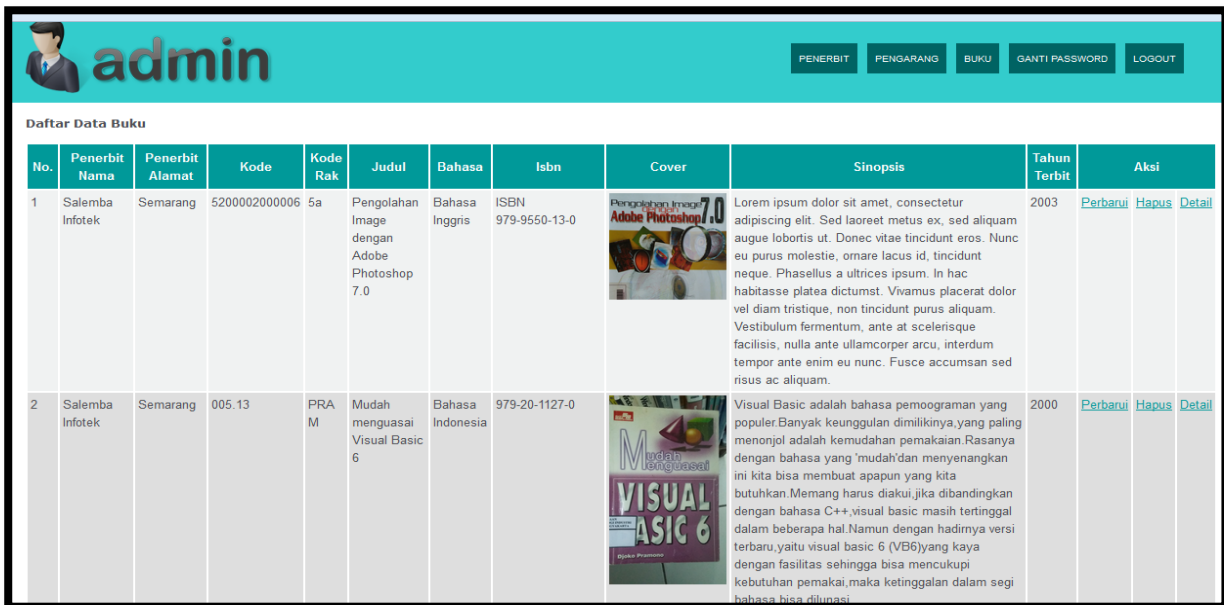 admin
PENERBIT PENGARANG BUKU GANTI PASSWORD LOGOUT
Daftar Data Buku
No. Penerbit Nama Penerbit Alamat Kode Kode Rak Judul Bahasa Isbn Cover Sinopsis Tahun Terbit Aksi
1
Salemba
Infotek
Semarang
5200002000006
5a
Pengolahan
Image
dengan
Adobe
Photoshop
7.0
Bahasa
Inggris
ISBN
979-9550-13-0
Pengolahan Image
dengan
Adobe Photoshop 7.0
Lorem ipsum dolor sit amet, consectetur
adipiscing elit. Sed laoreet metus ex, sed aliquam
augue lobortis ut. Donec vitae tincidunt eros. Nunc
eu purus molestie, ornare lacus id, tincidunt
neque. Phasellus a ultrices ipsum. In hac
habitasse platea dictumst. Vivamus placerat dolor
vel diam tristique, non tincidunt purus aliquam.
Vestibulum fermentum, ante at scelerisque
facilisis, nulla ante ullamcorper arcu, interdum
tempor ante enim eu nunc. Fusce accumsan sed
risus ac aliquam.
2003
Perbarui Hapus Detail
2
Salemba
Infotek
Semarang
005.13
PRA
M
Mudah
menguasai
Visual Basic
6
Bahasa
Indonesia
979-20-1127-0
Mudah
Menguasai
VISUAL
ASIC 6
Djoko Pramono
Visual Basic adalah bahasa pemoograman yang
populer.Banyak keunggulan dimilikinya,yang paling
menonjol adalah kemudahan pemakaian.Rasanya
dengan bahasa yang 'mudah'dan menyenangkan
ini kita bisa membuat apapun yang kita
butuhkan.Memang harus diakui,jika dibandingkan
dengan bahasa C++,visual basic masih tertinggal
dalam beberapa hal.Namun dengan hadirnya versi
terbaru,yaitu visual basic 6 (VB6)yang kaya
dengan fasilitas sehingga bisa mencukupi
kebutuhan pemakai,maka ketinggalan dalam segi
bahasa bisa dilunasi.
2000
Perbarui Hapus Detail